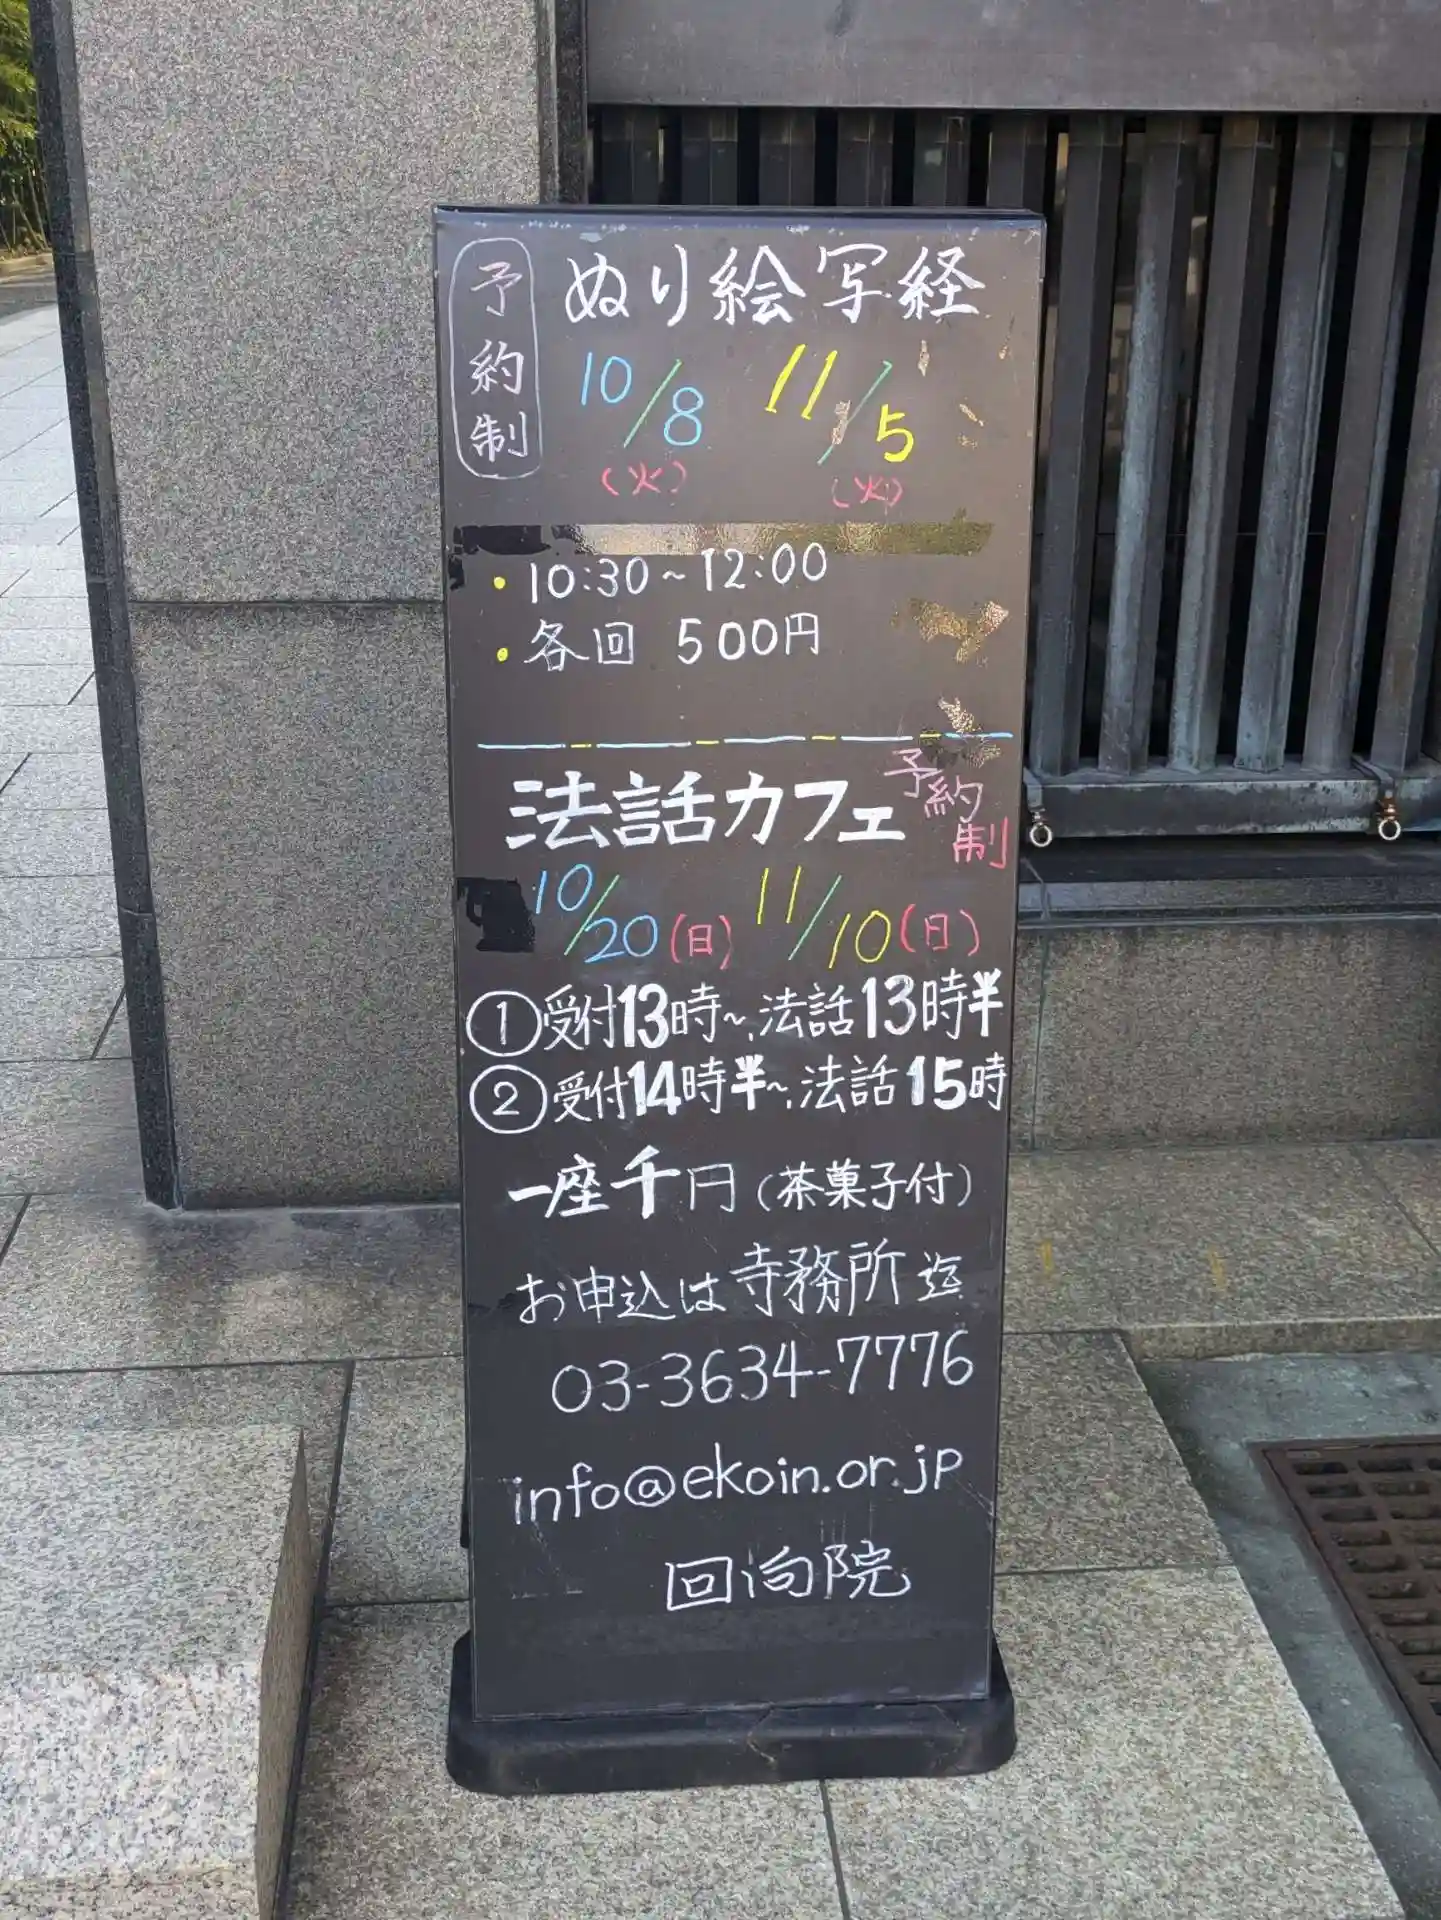 予約制
ぬり絵写経
10/8 11/5
(火) (火)
・10:30~12:00
・各回 500円
法話カフェ 予約制
10/20(日) 11/10(日)
①受付13時~、法話13時半
②受付14時半~、法話15時
一座千円(茶菓子付)
お申込は寺務所迄
03-3634-7776
info@ekoin.or.jp
回向院